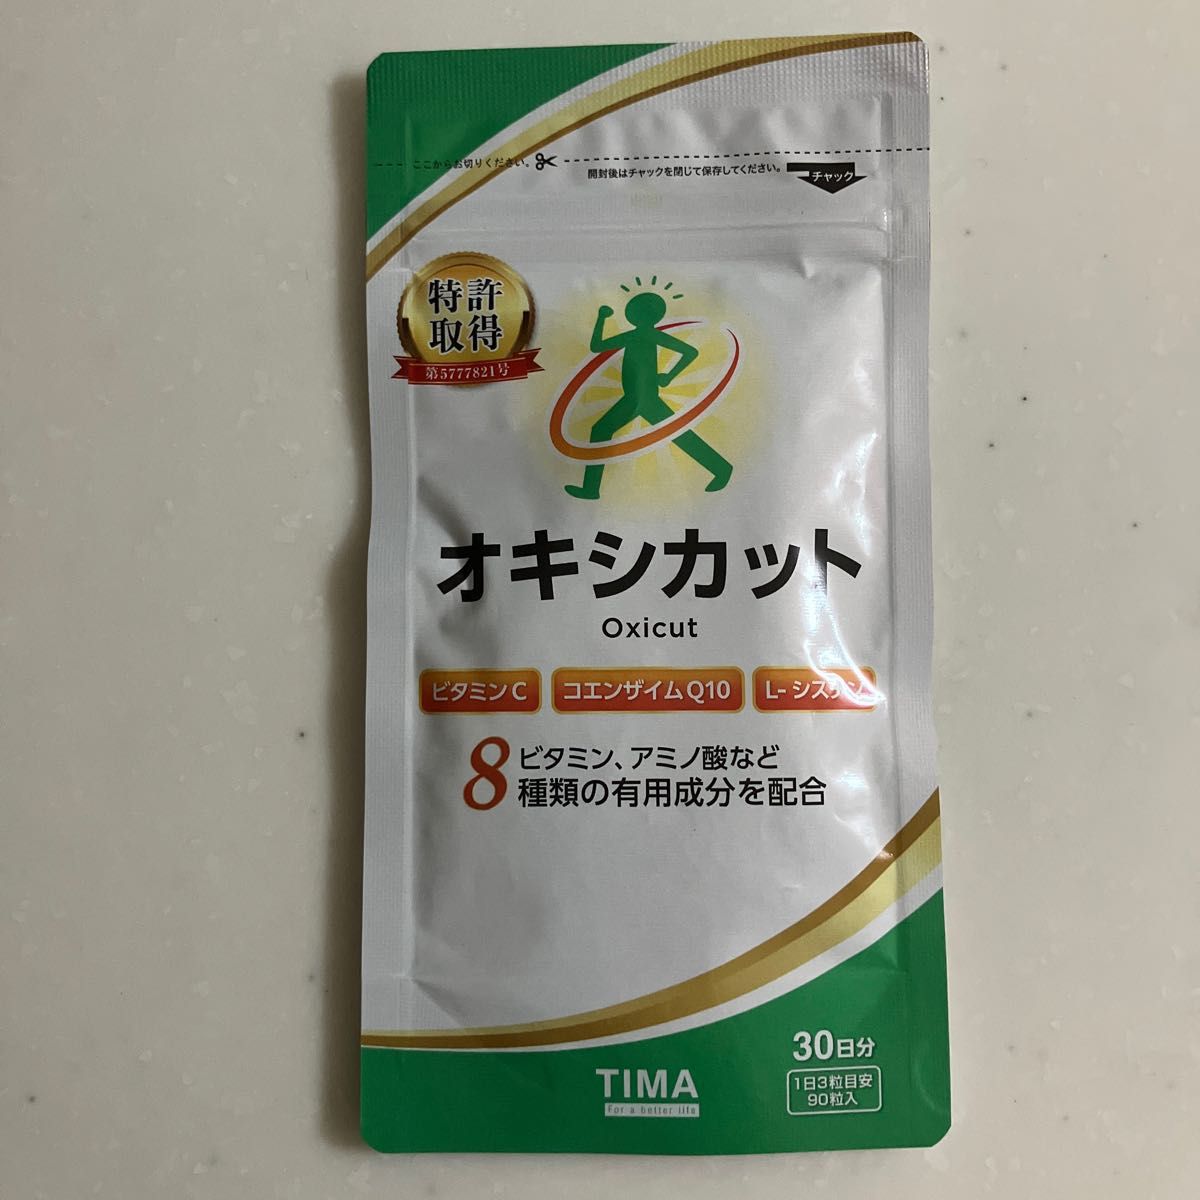 ここからお切りください。
開封後はチャックを閉じて保存してください。
チャック
特許
取得
第5777821号
オキシカット
Oxicut
ビタミンC
コエンザイムQ10
L-システイン
8
ビタミン、アミノ酸など
種類の有用成分を配合
30日分
1日3粒目安
90粒入
TIMA
For a better life